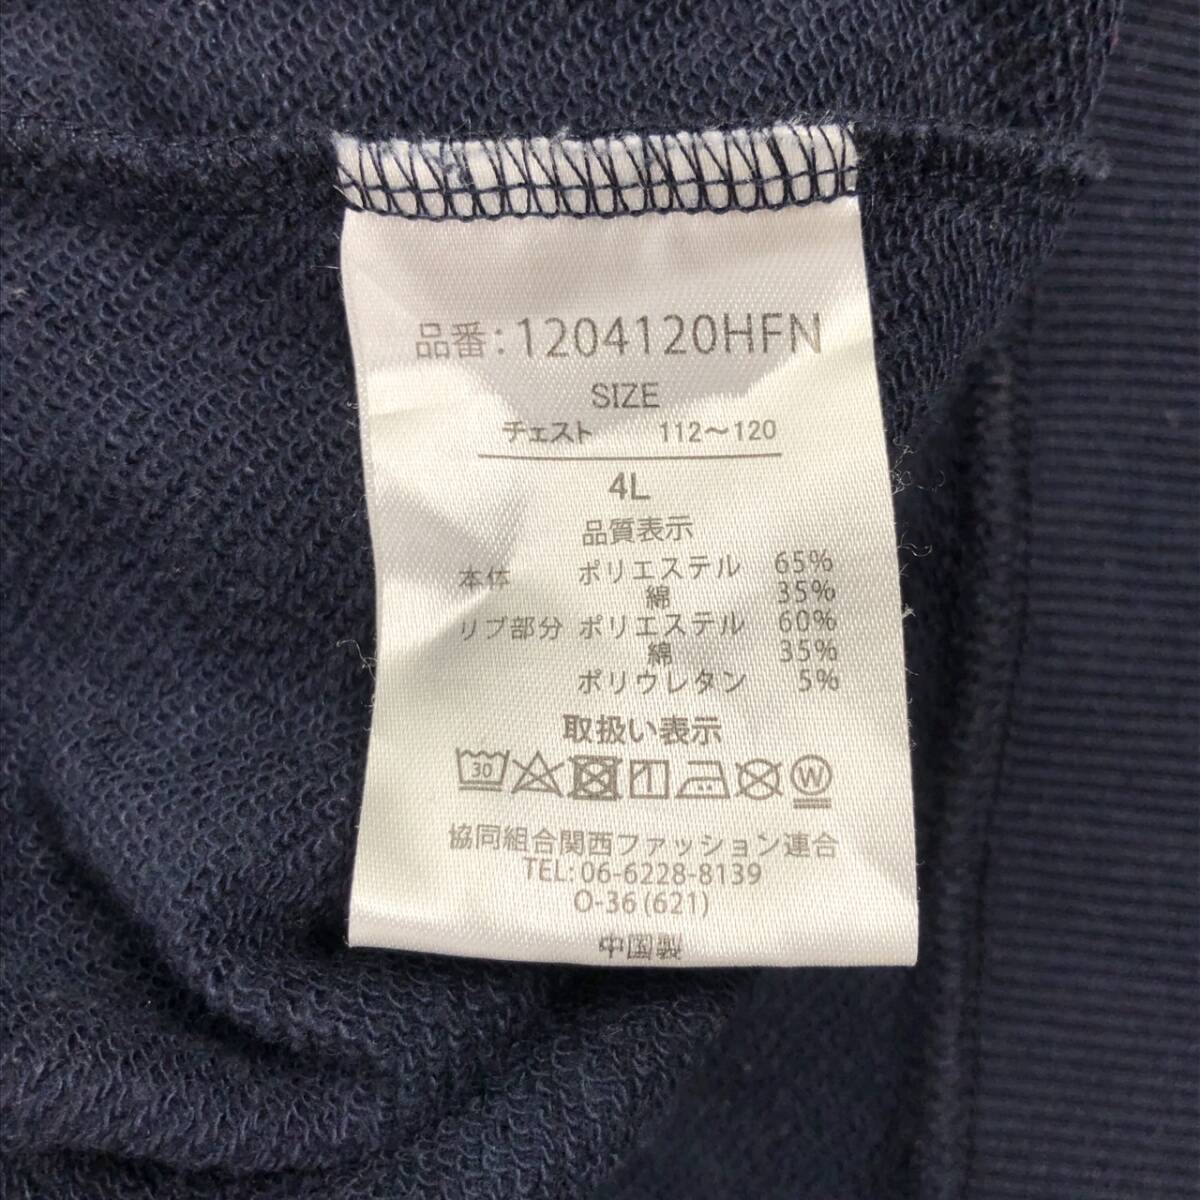 品番:1204120HFN
SIZE
チェスト 112～120
4L
品質表示
本体 ポリエステル 65%
綿 35%
リブ部分 ポリエステル 60%
綿 35%
ポリウレタン 5%
取扱い表示
30 W
協同組合関西ファッション連合
TEL:06-6228-8139
O-36(621)
中国製